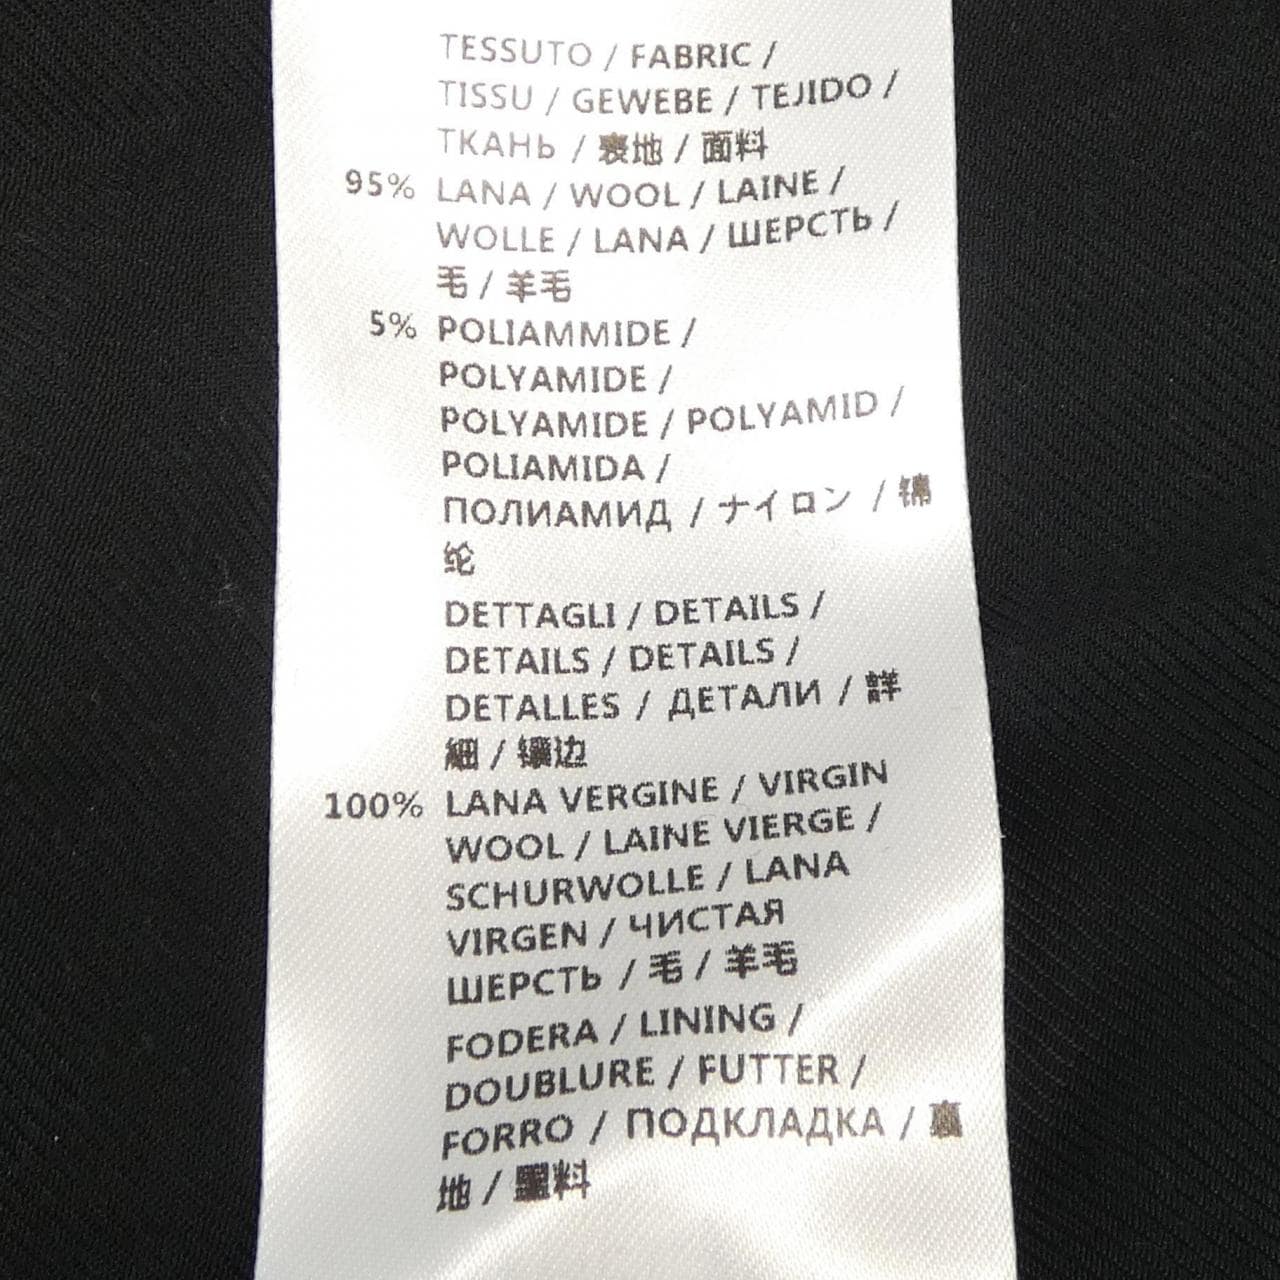 TESSUTO / FABRIC /
TISSU / GEWEBE / TEJIDO /
ТКАНЬ / 表地 / 面料
95% LANA / WOOL / LAINE /
WOLLE / LANA / ШЕРСТЬ /
毛 / 羊毛
5% POLIAMMIDE /
POLYAMIDE /
POLYAMIDE / POLYAMID /
POLIAMIDA /
ПОЛИАМИД / ナイロン / 锦
纶
DETTAGLI / DETAILS /
DETAILS / DETAILS /
DETALLES / ДЕТАЛИ / 詳
細 / 镶边
100% LANA VERGINE / VIRGIN
WOOL / LAINE VIERGE /
SCHURWOLLE / LANA
VIRGEN / ЧИСТАЯ
ШЕРСТЬ / 毛 / 羊毛
FODERA / LINING /
DOUBLURE / FUTTER /
FORRO / ПОДКЛАДКА / 裏
地 / 里料